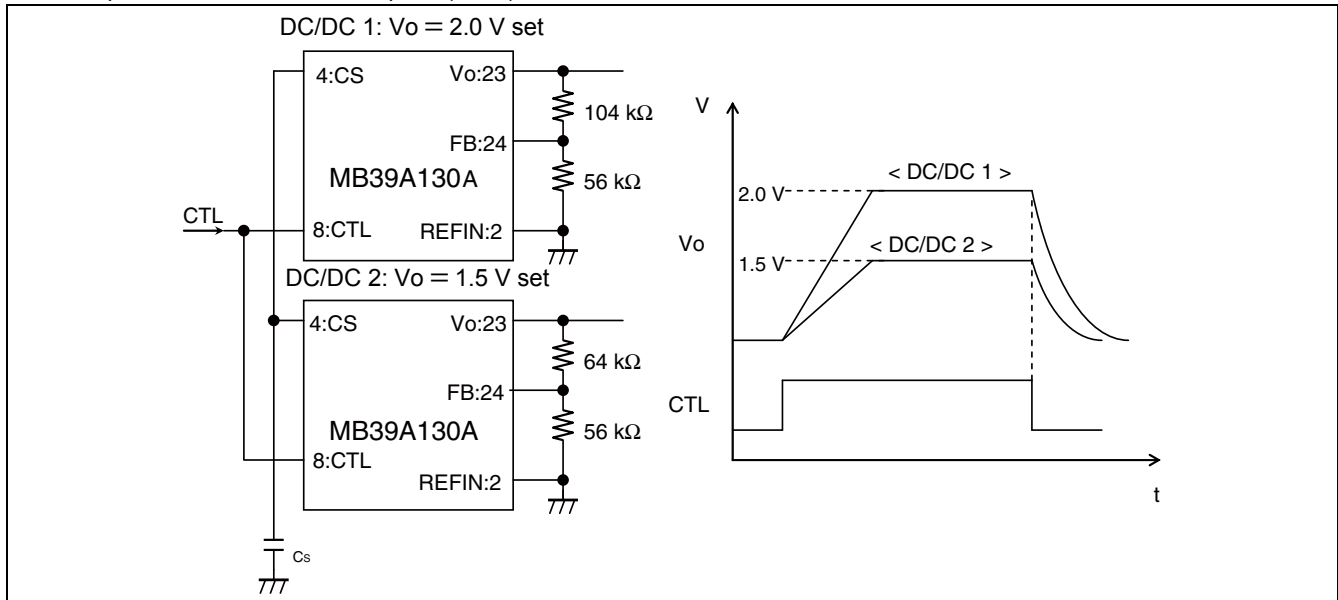 DC/DC 1: Vo = 2.0 V set
4:CS
Vo:23
104 kΩ
FB:24
MB39A130A
56 kΩ
CTL
8:CTL
REFIN:2
DC/DC 2: Vo = 1.5 V set
4:CS
Vo:23
64 kΩ
FB:24
MB39A130A
56 kΩ
8:CTL
REFIN:2
Cs
V
< DC/DC 1 >
2.0 V
Vo
< DC/DC 2 >
1.5 V
CTL
t